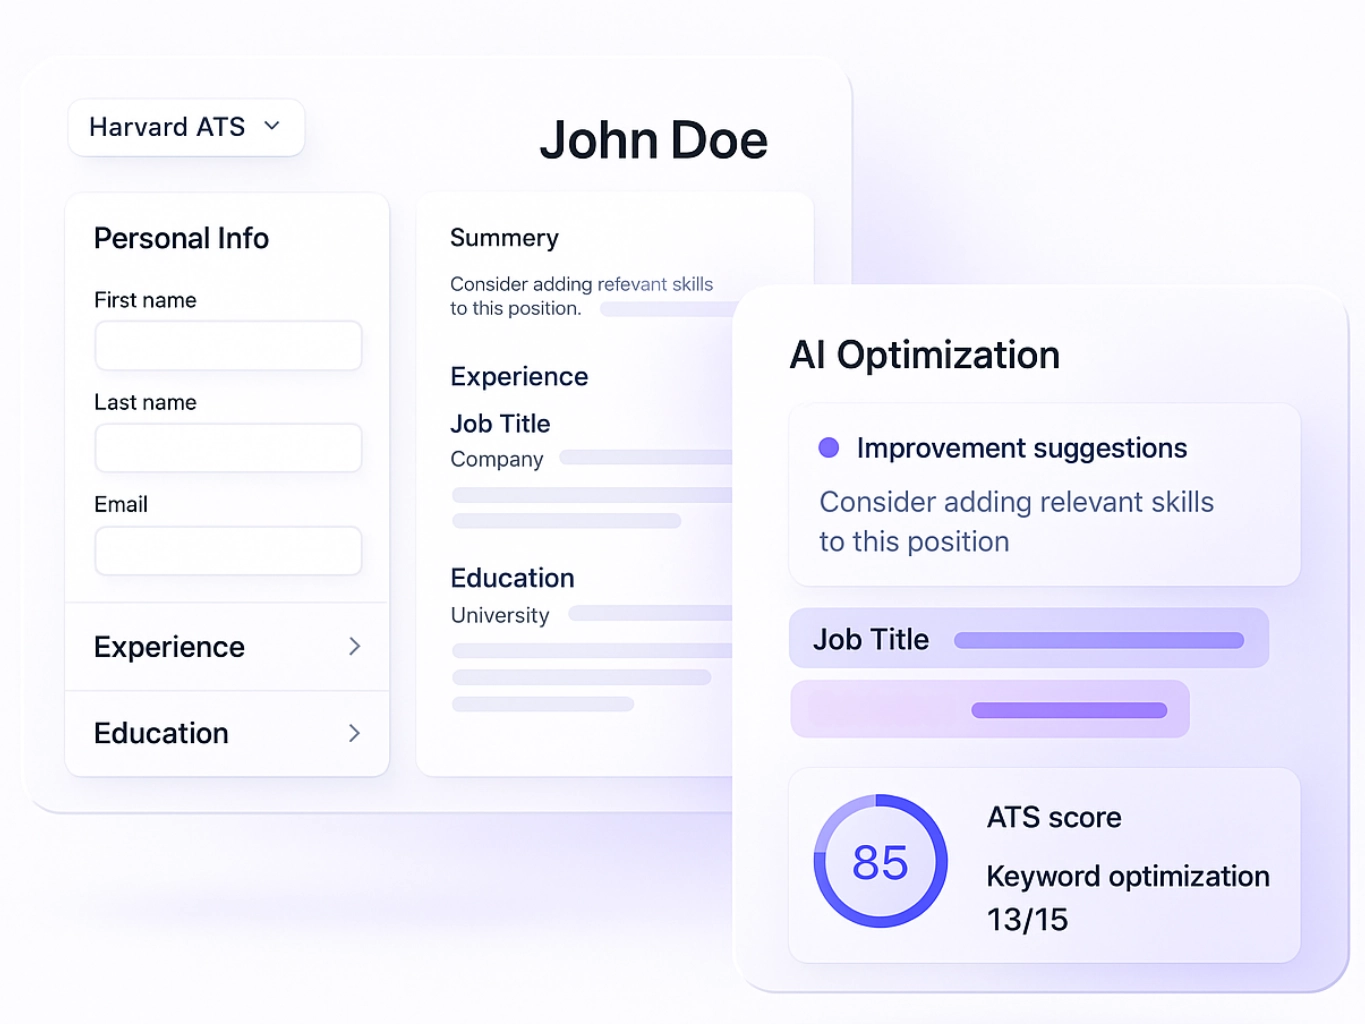 Harvard ATS
John Doe
Personal Info
First name
Last name
Email
Experience
Education
Summery
Consider adding refevant skills
to this position.
Experience
Job Title
Company
Education
University
AI Optimization
Improvement suggestions
Consider adding relevant skills
to this position
Job Title
85
ATS score
Keyword optimization
13/15